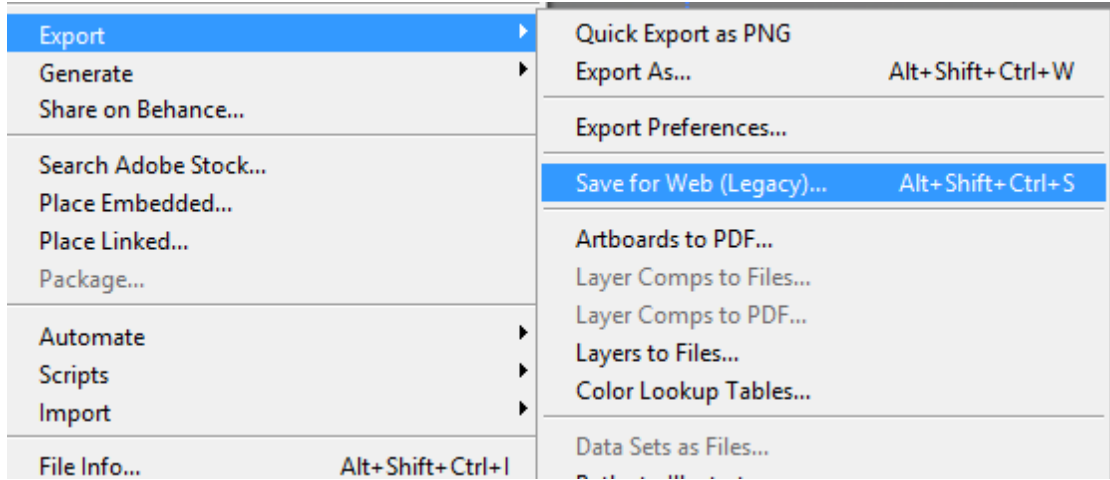 Export
Generate
Share on Behance...
Search Adobe Stock...
Place Embedded...
Place Linked...
Package...
Automate
Scripts
Import
File Info... Alt+Shift+Ctrl+I
Quick Export as PNG
Export As... Alt+Shift+Ctrl+W
Export Preferences...
Save for Web (Legacy)... Alt+Shift+Ctrl+S
Artboards to PDF...
Layer Comps to Files...
Layer Comps to PDF...
Layers to Files...
Color Lookup Tables...
Data Sets as Files...